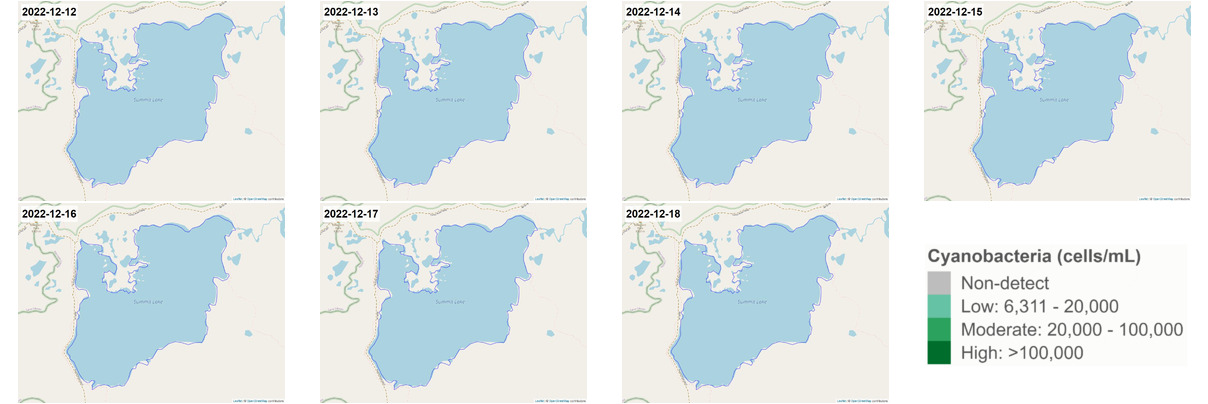 2022-12-12
2022-12-13
2022-12-14
2022-12-15
Summit Lake
Summit Lake
Summit Lake
Summit Lake
Leaflet | © OpenStreetMap contributors
Leaflet | © OpenStreetMap contributors
Leaflet | © OpenStreetMap contributors
Leaflet | © OpenStreetMap contributors
2022-12-16
2022-12-17
2022-12-18
Summit Lake
Summit Lake
Summit Lake
Cyanobacteria (cells/mL)
Non-detect
Low: 6,311 - 20,000
Moderate: 20,000 - 100,000
High: >100,000
Leaflet | © OpenStreetMap contributors
Leaflet | © OpenStreetMap contributors
Leaflet | © OpenStreetMap contributors